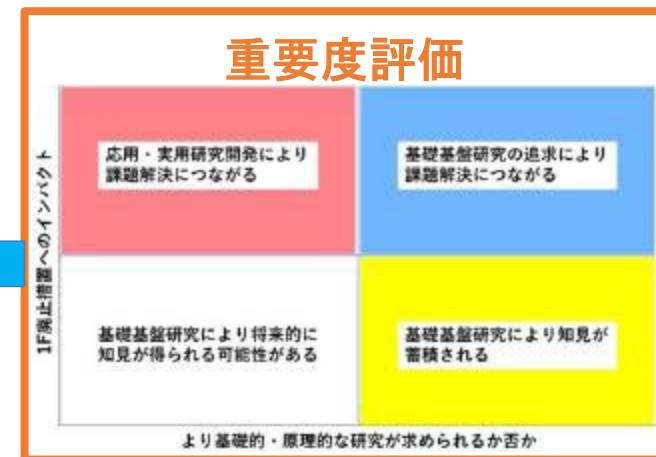 重要度評価
1F廃止措置へのインパクト
応用・実用研究開発により
課題解決につながる
基礎基盤研究の追求により
課題解決につながる
基礎基盤研究により将来的に
知見が得られる可能性がある
基礎基盤研究により知見が
蓄積される
より基礎的・原理的な研究が求められるか否か